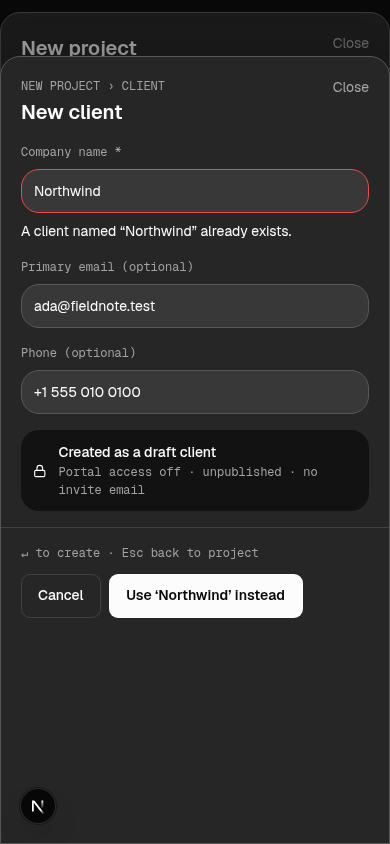 New project
Close
NEW PROJECT › CLIENT
Close
New client
Company name *
Northwind
A client named “Northwind” already exists.
Primary email (optional)
ada@fieldnote.test
Phone (optional)
+1 555 010 0100
Created as a draft client
Portal access off · unpublished · no
invite email
↵ to create · Esc back to project
Cancel
Use ‘Northwind’ instead
N